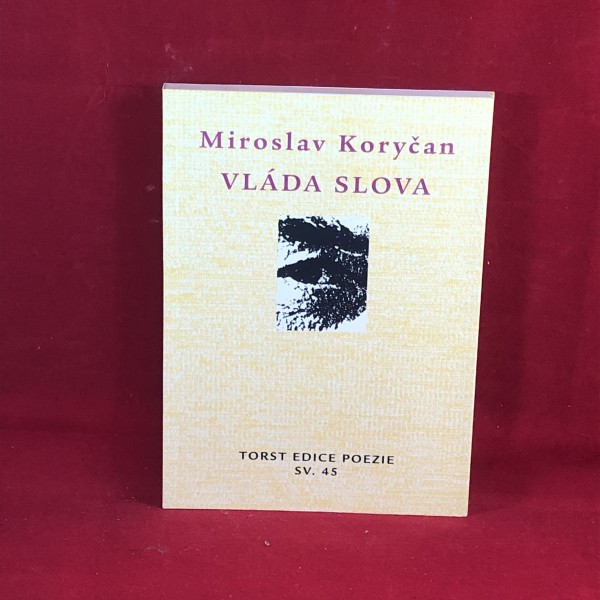 Miroslav Koryčan
VLÁDA SLOVA
TORST EDICE POEZIE
SV. 45